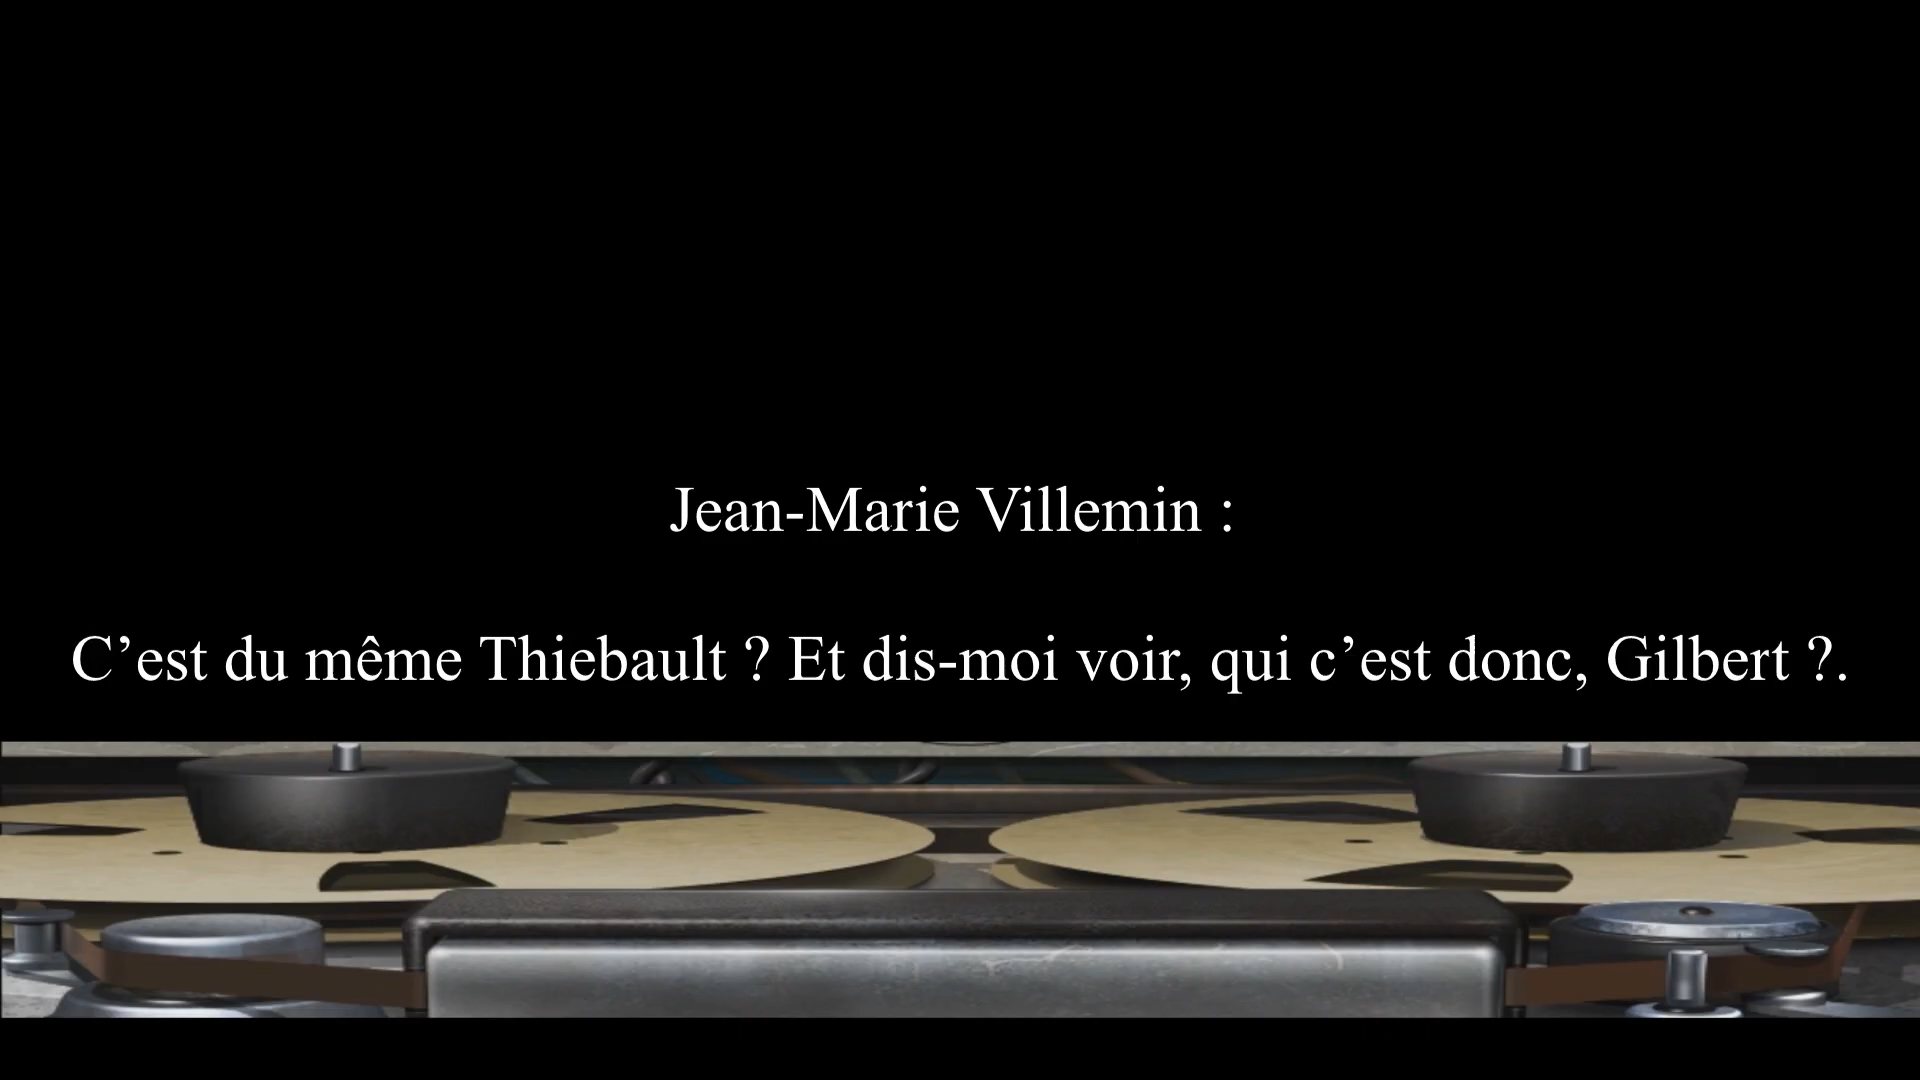 Jean-Marie Villemin :
C’est du même Thiebault ? Et dis-moi voir, qui c’est donc, Gilbert ?.